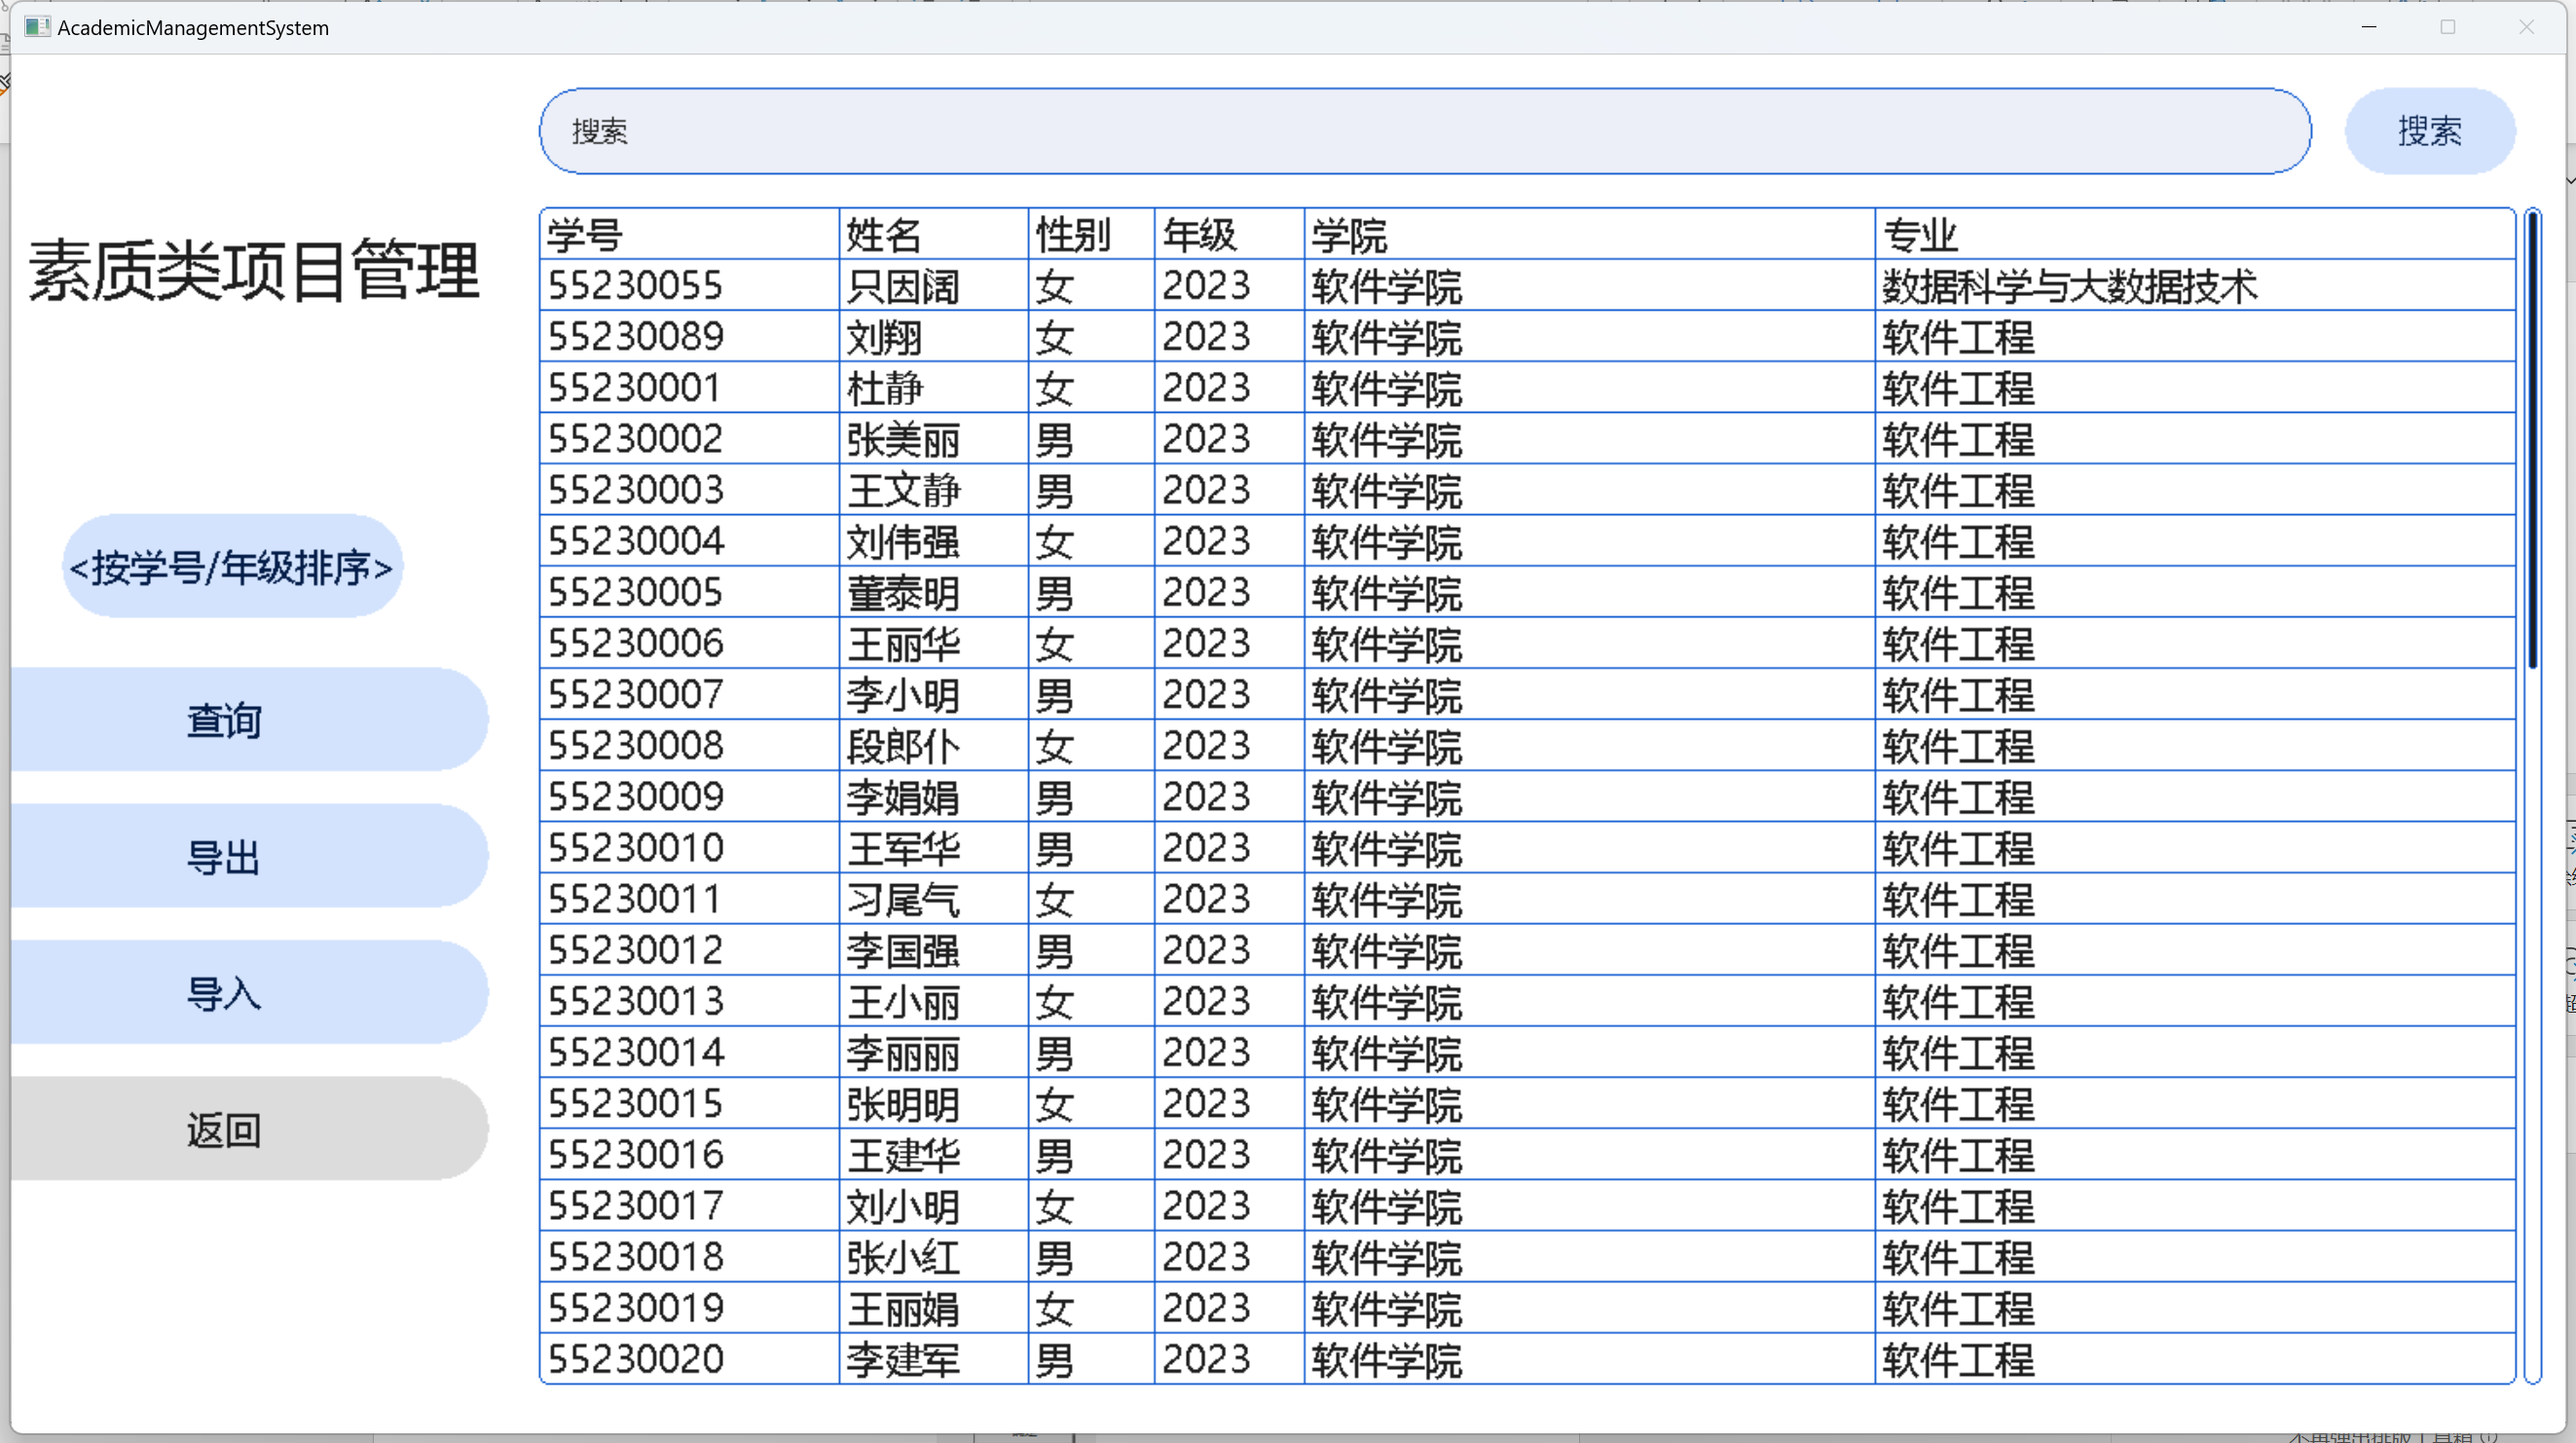 AcademicManagementSystem
搜索 搜索
素质类项目管理
<按学号/年级排序>
查询
导出
导入
返回
学号 姓名 性别 年级 学院 专业
55230055 只因阔 女 2023 软件学院 数据科学与大数据技术
55230089 刘翔 女 2023 软件学院 软件工程
55230001 杜静 女 2023 软件学院 软件工程
55230002 张美丽 男 2023 软件学院 软件工程
55230003 王文静 男 2023 软件学院 软件工程
55230004 刘伟强 女 2023 软件学院 软件工程
55230005 董泰明 男 2023 软件学院 软件工程
55230006 王丽华 女 2023 软件学院 软件工程
55230007 李小明 男 2023 软件学院 软件工程
55230008 段郎仆 女 2023 软件学院 软件工程
55230009 李娟娟 男 2023 软件学院 软件工程
55230010 王军华 男 2023 软件学院 软件工程
55230011 习尾气 女 2023 软件学院 软件工程
55230012 李国强 男 2023 软件学院 软件工程
55230013 王小丽 女 2023 软件学院 软件工程
55230014 李丽丽 男 2023 软件学院 软件工程
55230015 张明明 女 2023 软件学院 软件工程
55230016 王建华 男 2023 软件学院 软件工程
55230017 刘小明 女 2023 软件学院 软件工程
55230018 张小红 男 2023 软件学院 软件工程
55230019 王丽娟 女 2023 软件学院 软件工程
55230020 李建军 男 2023 软件学院 软件工程